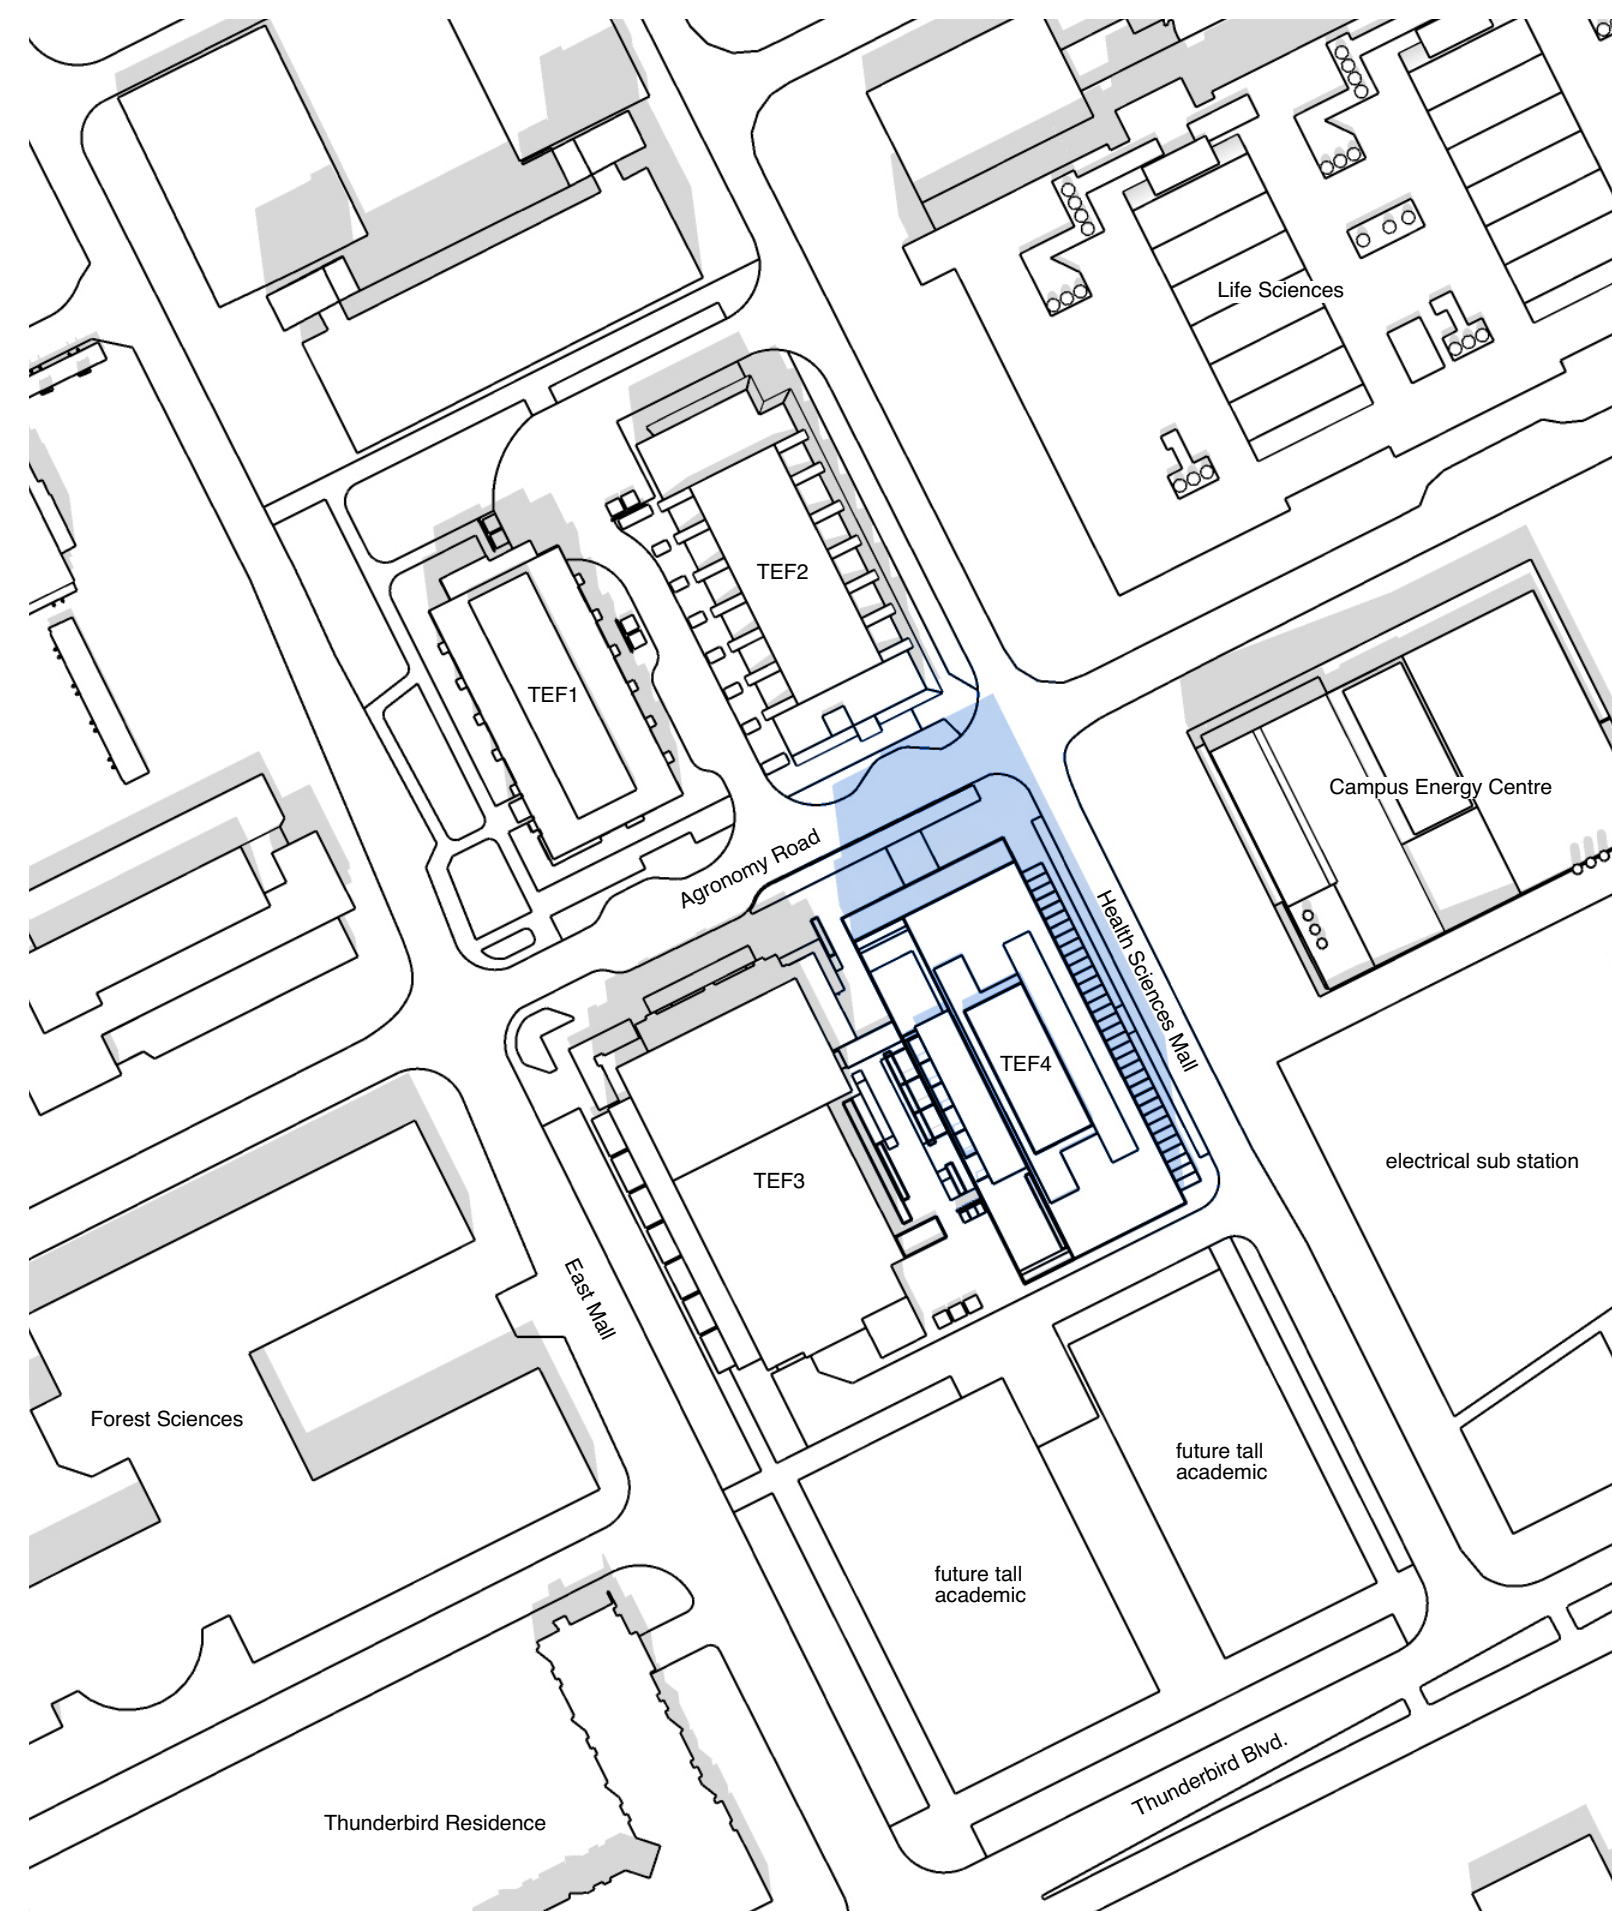 Life Sciences
TEF2
TEF1
Campus Energy Centre
Agronomy Road
Health Sciences Mall
TEF4
TEF3
electrical sub station
East Mall
Forest Sciences
future tall
academic
future tall
academic
Thunderbird Blvd.
Thunderbird Residence